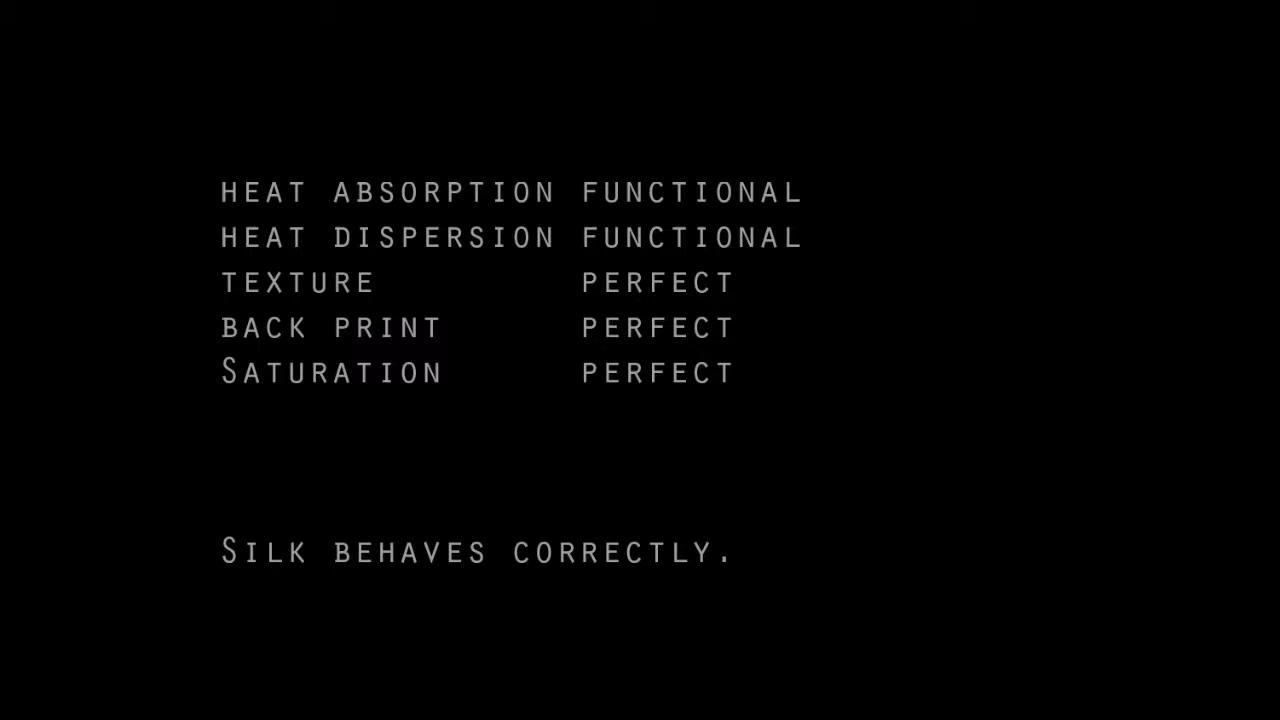 HEAT ABSORPTION FUNCTIONAL
HEAT DISPERSION FUNCTIONAL
TEXTURE PERFECT
BACK PRINT PERFECT
SATURATION PERFECT
SILK BEHAVES CORRECTLY.